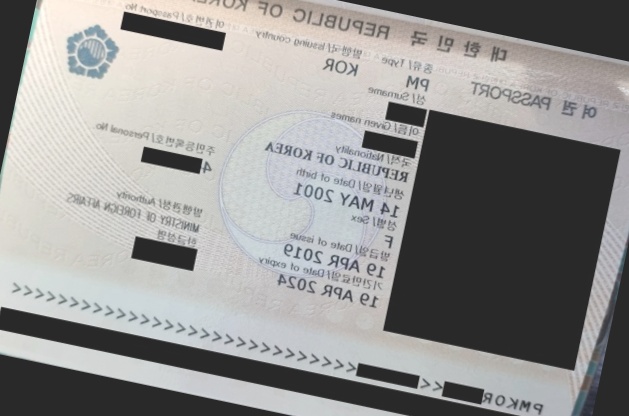 대한민국 REPUBLIC OF KOREA
여권 PASSPORT
종류/ Type 발행국/ Issuing country 여권번호/ Passport No.
PM KOR
성/ Surname
이름/ Given names
국적/ Nationality 주민등록번호/ Personal No.
REPUBLIC OF KOREA 4
생년월일/ Date of birth
14 MAY 2001
성별/ Sex 발행관청/ Authority
F MINISTRY OF FOREIGN AFFAIRS
발급일/ Date of issue 한글성명
19 APR 2019
기간만료일/ Date of expiry
19 APR 2024
PMKOR <<